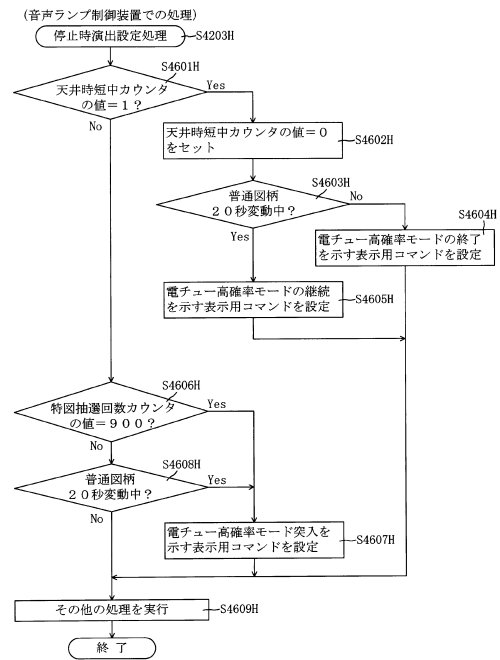 (音声ランプ制御装置での処理)
停止時演出設定処理
S4203H
S4601H
天井時短中カウンタ
の値=1?
Yes
No
天井時短中カウンタの値=0
をセット
S4602H
S4603H
普通図柄
20秒変動中?
No
Yes
S4604H
電チュー高確率モードの終了
を示す表示用コマンドを設定
電チュー高確率モードの継続
を示す表示用コマンドを設定
S4605H
S4606H
特図抽選回数カウンタ
の値=900?
Yes
No
S4608H
普通図柄
20秒変動中?
Yes
No
電チュー高確率モード突入を
示す表示用コマンドを設定
S4607H
その他の処理を実行
S4609H
終了